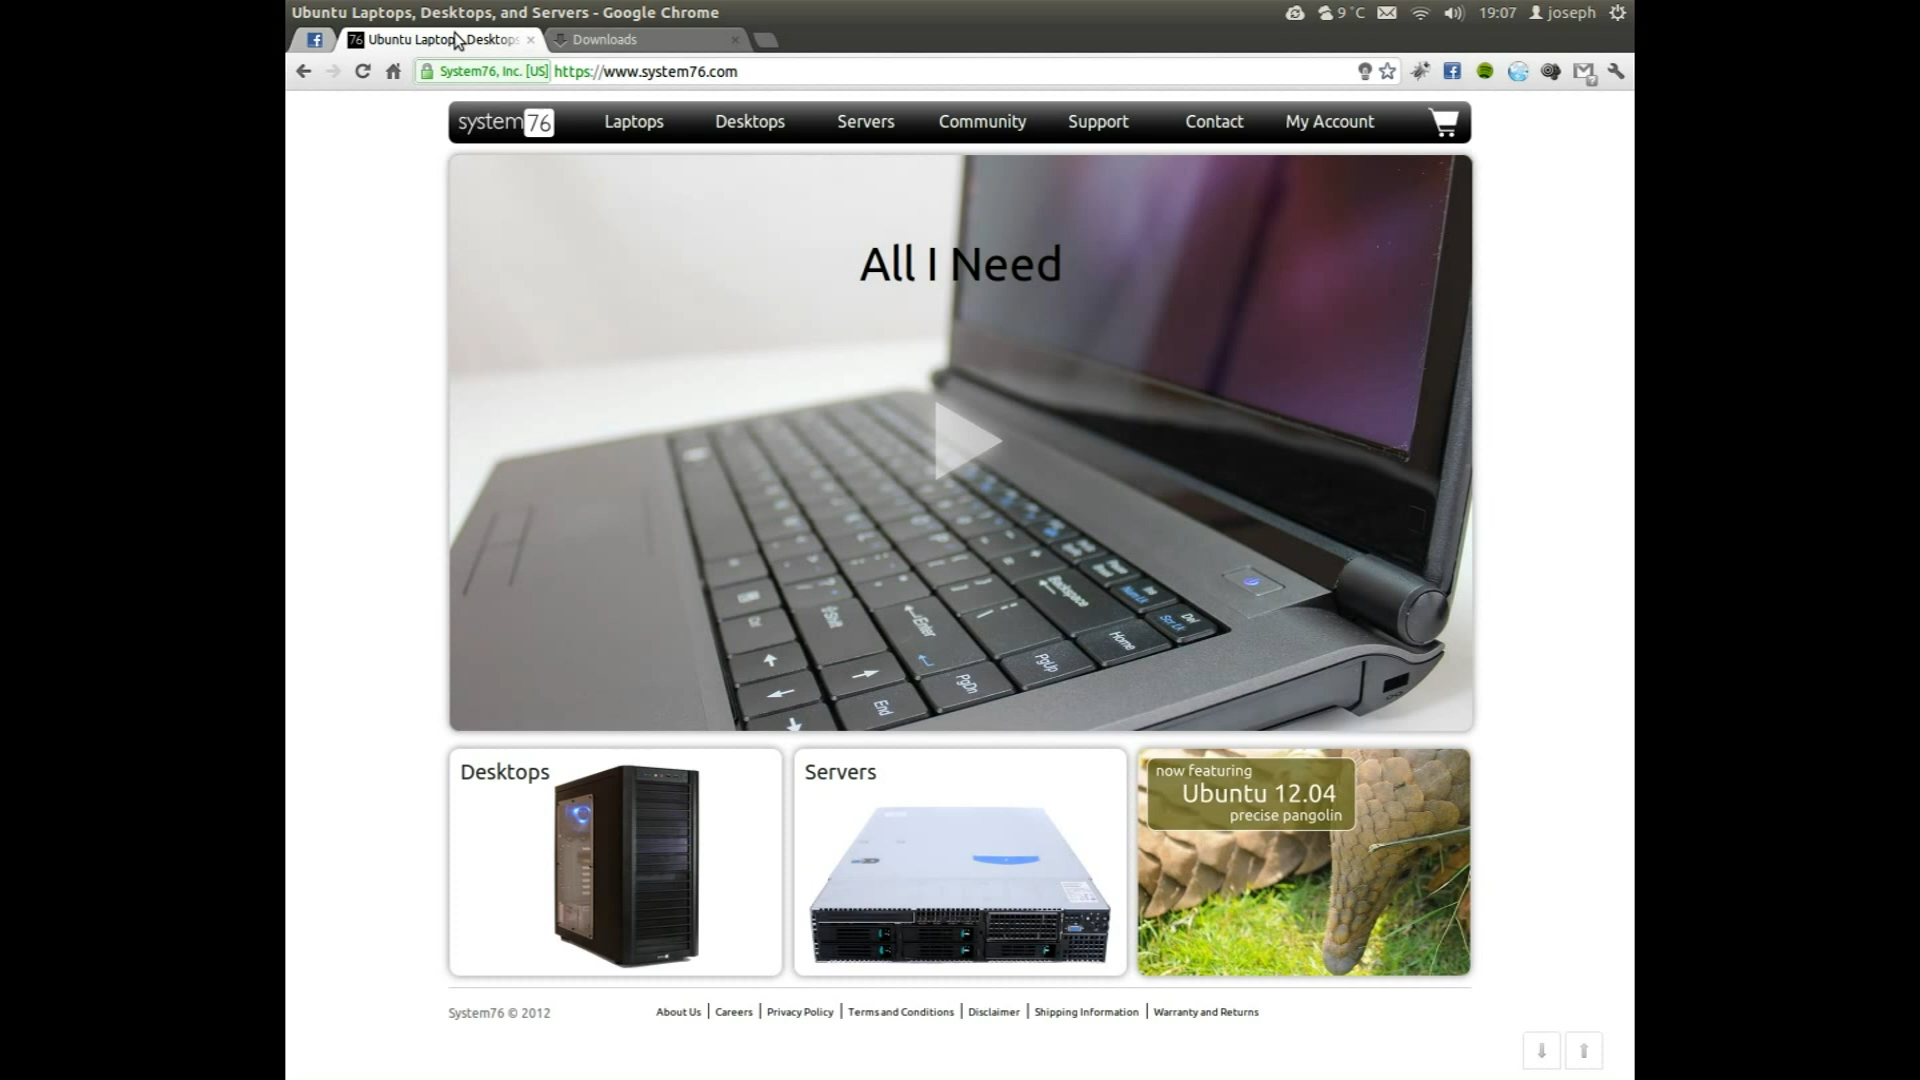 Ubuntu Laptops, Desktops, and Servers - Google Chrome
9 °C
19:07
joseph
76 Ubuntu Laptop Desktops
Downloads
System76, Inc. [US] https://www.system76.com
system76
Laptops
Desktops
Servers
Community
Support
Contact
My Account
All I Need
Backspace
Home
Enter
PgUp
PgDn
End
Shift
Del
Desktops
Servers
now featuring
Ubuntu 12.04
precise pangolin
System76 © 2012
About Us
Careers
Privacy Policy
Terms and Conditions
Disclaimer
Shipping Information
Warranty and Returns